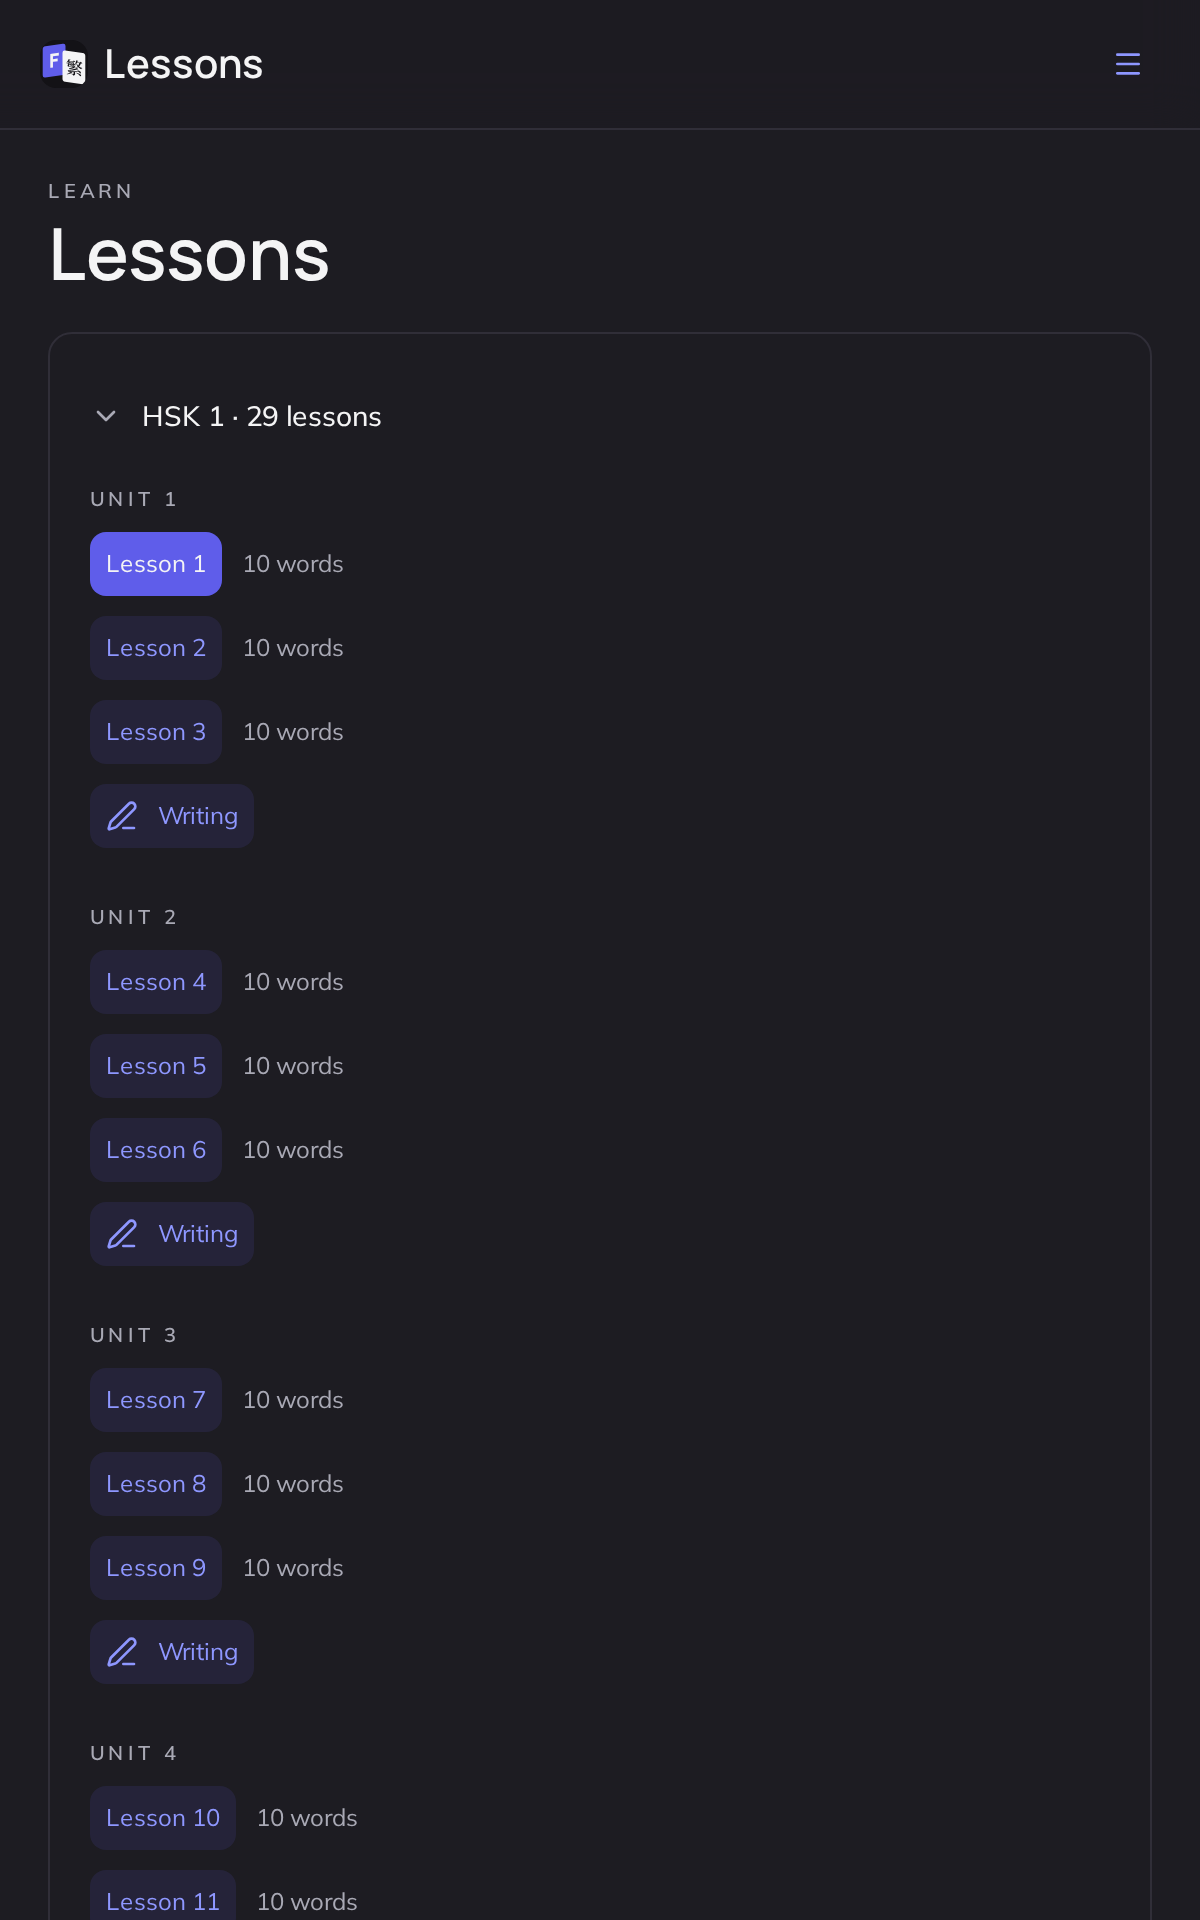 F 繁 Lessons
LEARN
Lessons
HSK 1 · 29 lessons
UNIT 1
Lesson 1 10 words
Lesson 2 10 words
Lesson 3 10 words
Writing
UNIT 2
Lesson 4 10 words
Lesson 5 10 words
Lesson 6 10 words
Writing
UNIT 3
Lesson 7 10 words
Lesson 8 10 words
Lesson 9 10 words
Writing
UNIT 4
Lesson 10 10 words
Lesson 11 10 words